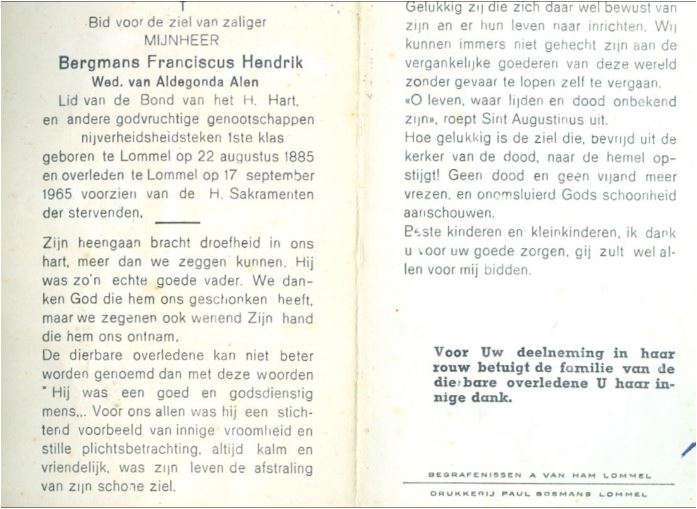 Bid voor de ziel van zaliger
MIJNHEER
Bergmans Franciscus Hendrik
Wed. van Aldegonda Alen
Lid van de Bond van het H. Hart,
en andere godvruchtige genootschappen
nijverheidsheidsteken 1ste klas
geboren te Lommel op 22 augustus 1885
en overleden te Lommel op 17 september
1965 voorzien van de H. Sakramenten
der stervenden.
Zijn heengaan bracht droefheid in ons
hart, meer dan we zeggen kunnen. Hij
was zo'n echte goede vader. We dan-
ken God die hem ons geschonken heeft,
maar we zegenen ook wenend Zijn hand
die hem ons ontnam.
De dierbare overledene kan niet beter
worden genoemd dan met deze woorden
" Hij was een goed en godsdienstig
mens... Voor ons allen was hij een stich-
tend voorbeeld van innige vroomheid en
stille plichtsbetrachting, altijd kalm en
vriendelijk, was zijn leven de afstraling
van zijn schone ziel.
Gelukkig zij die zich daar wel bewust van
zijn en er hun leven naar inrichten. Wij
kunnen immers niet gehecht zijn aan de
vergankelijke goederen van deze wereld
zonder gevaar te lopen zelf te vergaan.
«O leven, waar lijden en dood onbekend
zijn», roept Sint Augustinus uit.
Hoe gelukkig is de ziel die, bevrijd uit de
kerker van de dood, naar de hemel op-
stijgt! Geen dood en geen vijand meer
vrezen, en onomsluierd Gods schoonheid
aanschouwen.
Beste kinderen en kleinkinderen, ik dank
u voor uw goede zorgen, gij zult wel al-
len voor mij bidden.
Voor Uw deelneming in haar
rouw betuigt de familie van de
dierbare overledene U haar in-
nige dank.
BEGRAFENISSEN A VAN HAM LOMMEL
DRUKKERIJ PAUL BOSMANS LOMMEL